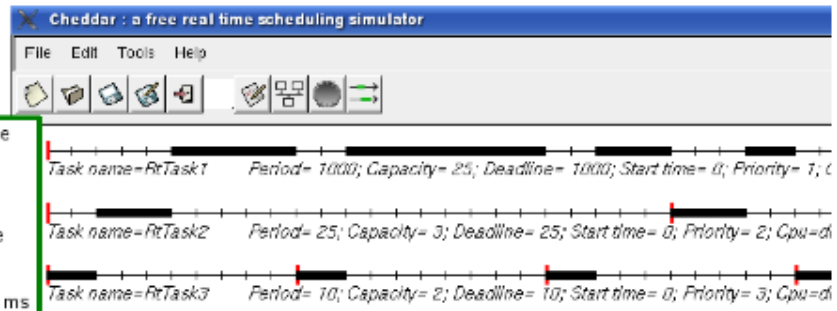 Cheddar : a free real time scheduling simulator
File Edit Tools Help
e
Task name=RtTask1 Period= 1000; Capacity= 25; Deadline= 1000; Start time= 0; Priority= 1; C
e
Task name=RtTask2 Period= 25; Capacity= 3; Deadline= 25; Start time= 0; Priority= 2; Cpu=d
ms
Task name=RtTask3 Period= 10; Capacity= 2; Deadline= 10; Start time= 0; Priority= 3; Cpu=d